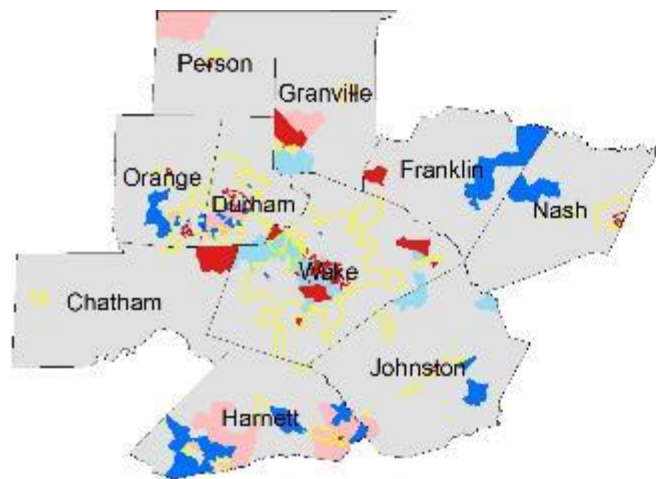 Person
Granville
Orange
Durham
Franklin
Nash
Wake
Chatham
Johnston
Harnett